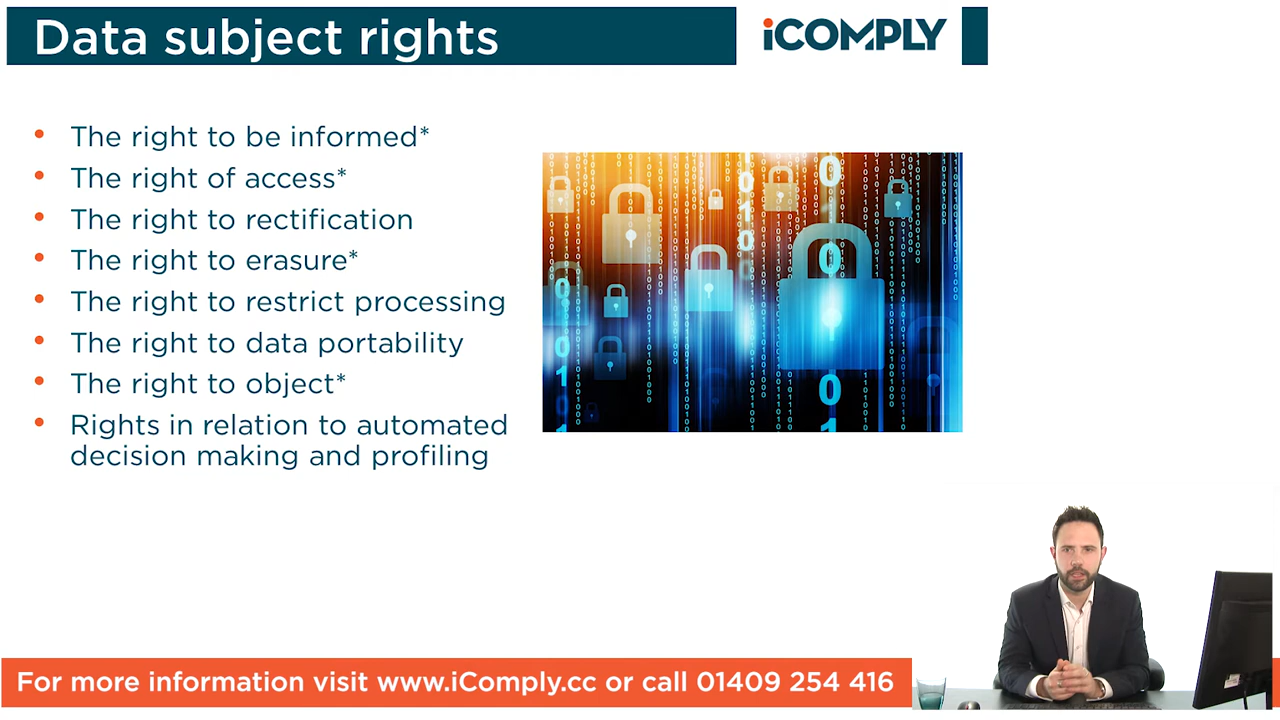 Data subject rights
iCOMPLY
• The right to be informed*
• The right of access*
• The right to rectification
• The right to erasure*
• The right to restrict processing
• The right to data portability
• The right to object*
• Rights in relation to automated
decision making and profiling
For more information visit www.iComply.cc or call 01409 254 416